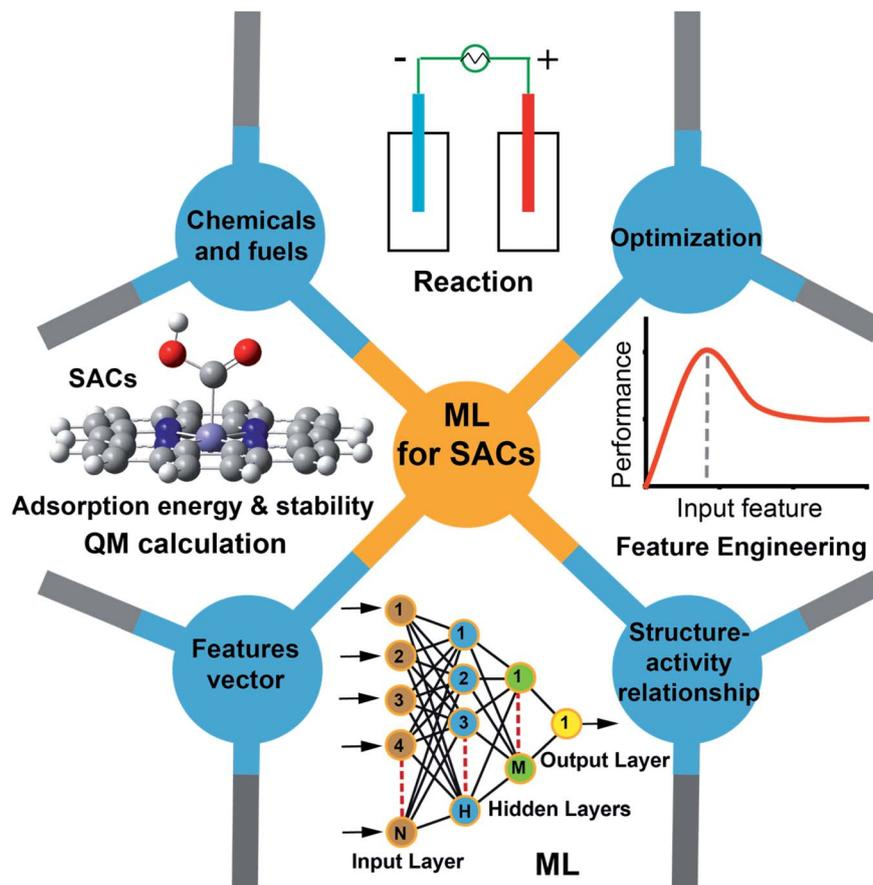 - +
Reaction
Chemicals
and fuels
Optimization
SACs
Adsorption energy & stability
QM calculation
ML
for SACs
Performance
Input feature
Feature Engineering
Features
vector
Structure-
activity
relationship
1
2
3
4
N
1
2
3
H
1
M
1
Output Layer
Hidden Layers
Input Layer
ML